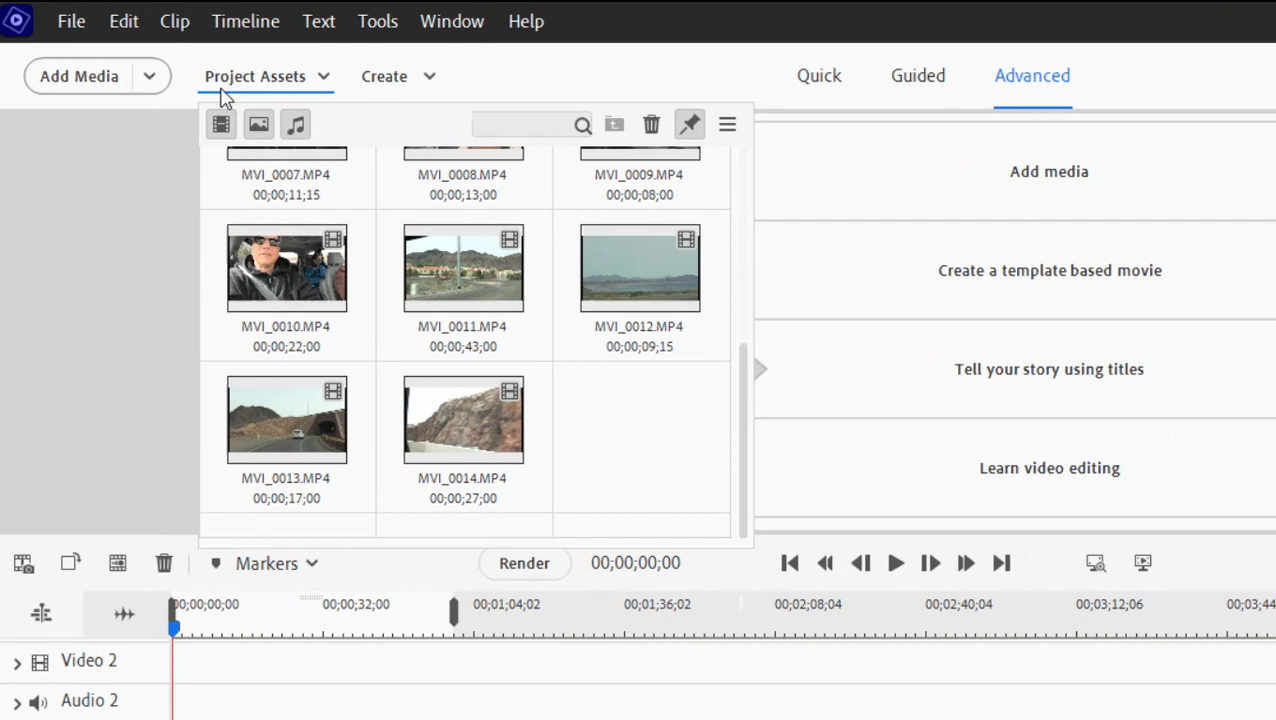 File Edit Clip Timeline Text Tools Window Help
Add Media Project Assets Create Quick Guided Advanced
MVI_0007.MP4 MVI_0008.MP4 MVI_0009.MP4
00;00;11;15 00;00;13;00 00;00;08;00
Add media
MVI_0010.MP4 MVI_0011.MP4 MVI_0012.MP4
00;00;22;00 00;00;43;00 00;00;09;15
Create a template based movie
Tell your story using titles
MVI_0013.MP4 MVI_0014.MP4
00;00;17;00 00;00;27;00
Learn video editing
Markers Render 00;00;00;00
00;00;00;00 00;00;32;00 00;01;04;02 00;01;36;02 00;02;08;04 00;02;40;04 00;03;12;06 00;03;44
Video 2
Audio 2